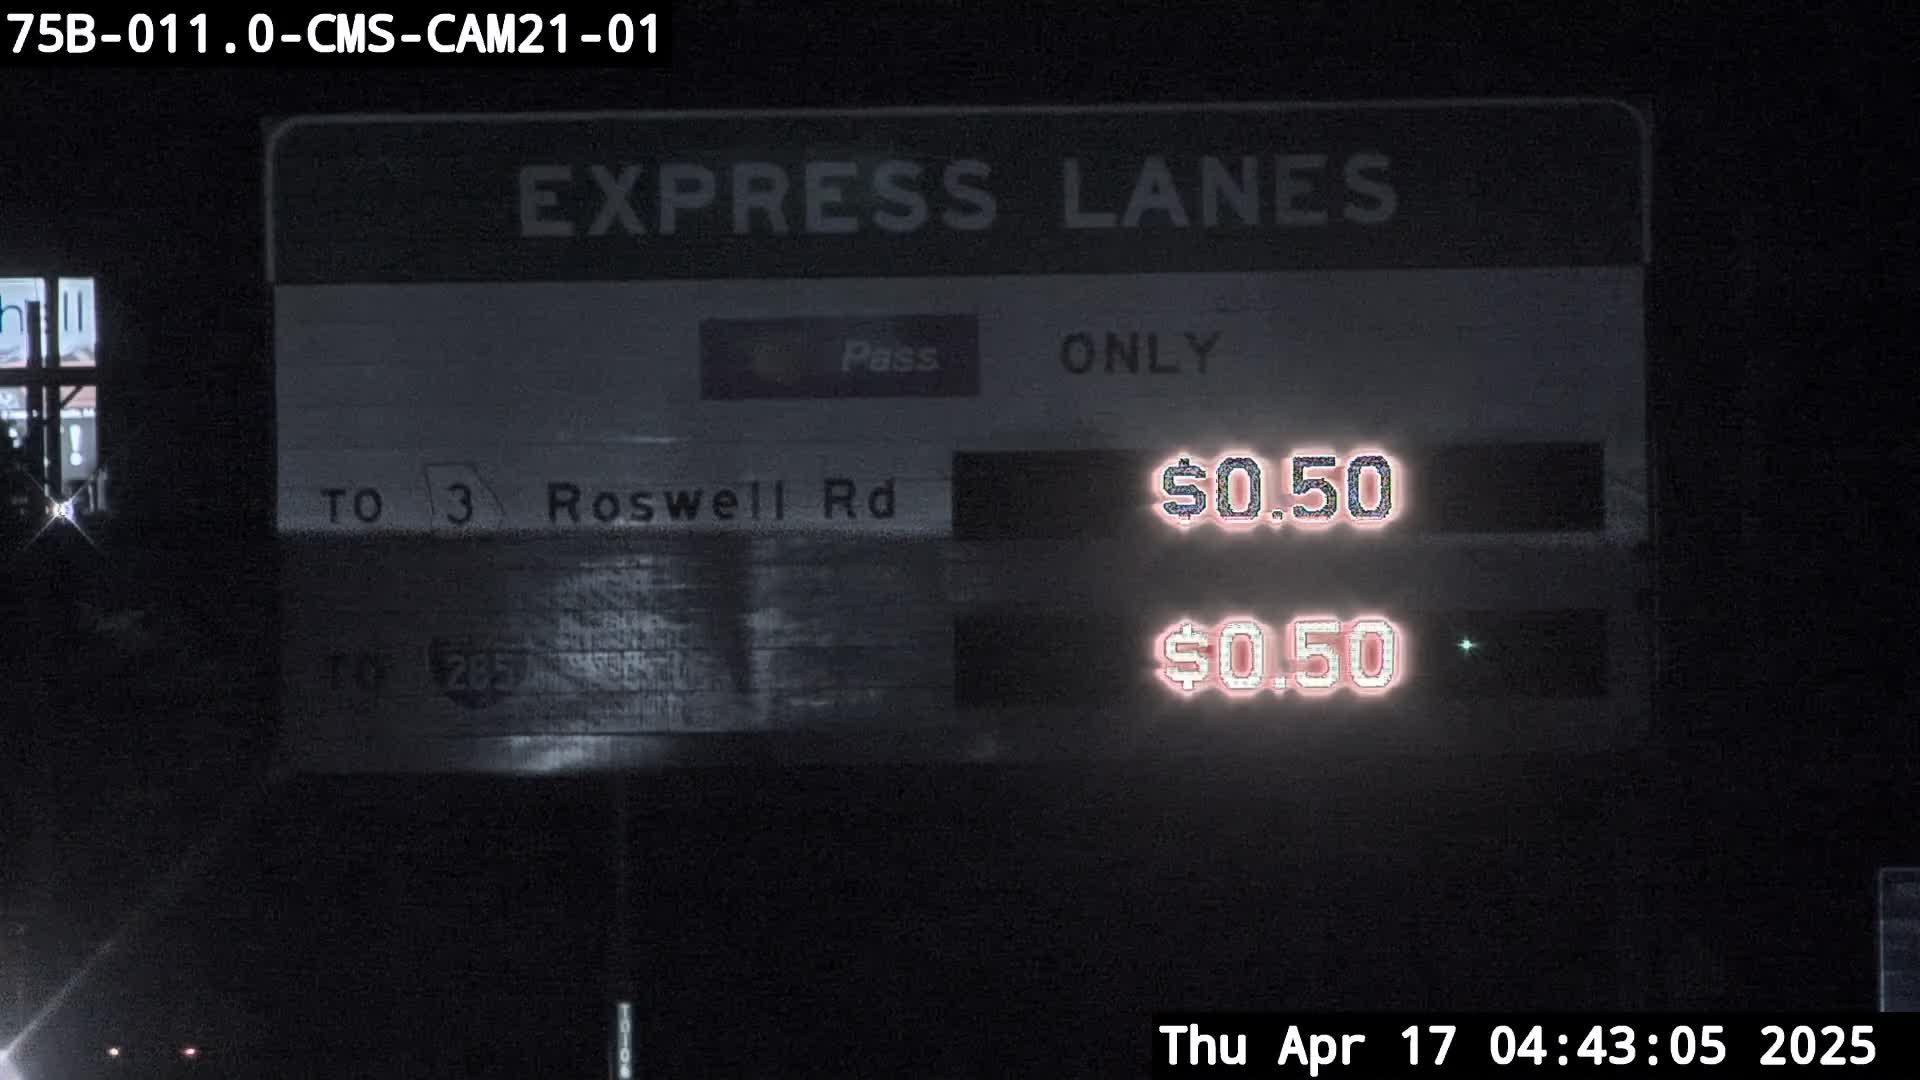 75B-011.0-CMS-CAM21-01
EXPRESS LANES
Pass ONLY
TO 3 Roswell Rd $0.50
TO 285 $0.50
Thu Apr 17 04:43:05 2025